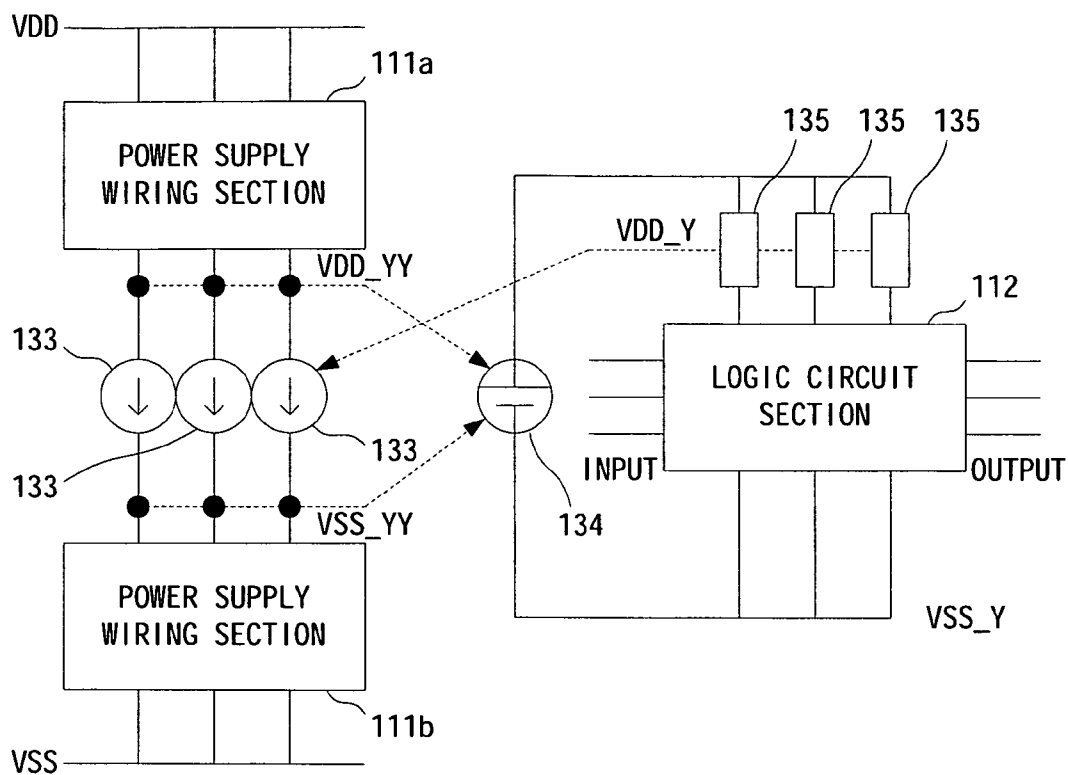 VDD
111a
POWER SUPPLY
WIRING SECTION
135
135
135
VDD_Y
VDD_YY
112
133
LOGIC CIRCUIT
SECTION
133
133
INPUT
OUTPUT
134
VSS_YY
POWER SUPPLY
WIRING SECTION
VSS_Y
111b
VSS